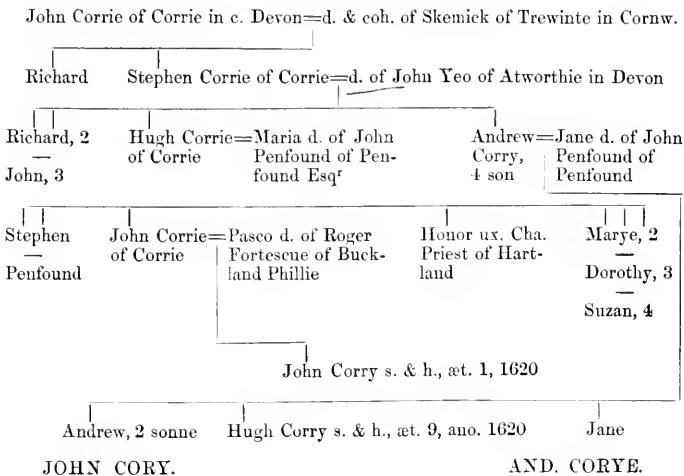 John Corrie of Corrie in c. Devon=d. & coh. of Skemick of Trewinte in Cornw.
Richard Stephen Corrie of Corrie=d. of John Yeo of Atworthie in Devon
Richard, 2 Hugh Corrie=Maria d. of John Andrew=Jane d. of John
— of Corrie Penfound of Pen- Corry, Penfound of
John, 3 found Esqr 4 son Penfound
Stephen John Corrie=Pasco d. of Roger Honor ux. Cha. Marye, 2
— of Corrie Fortescue of Buck- Priest of Hart- —
Penfound land Phillie land Dorothy, 3
—
Suzan, 4
John Corry s. & h., æt. 1, 1620
Andrew, 2 sonne Hugh Corry s. & h., æt. 9, ano. 1620 Jane
JOHN CORY. AND. CORYE.